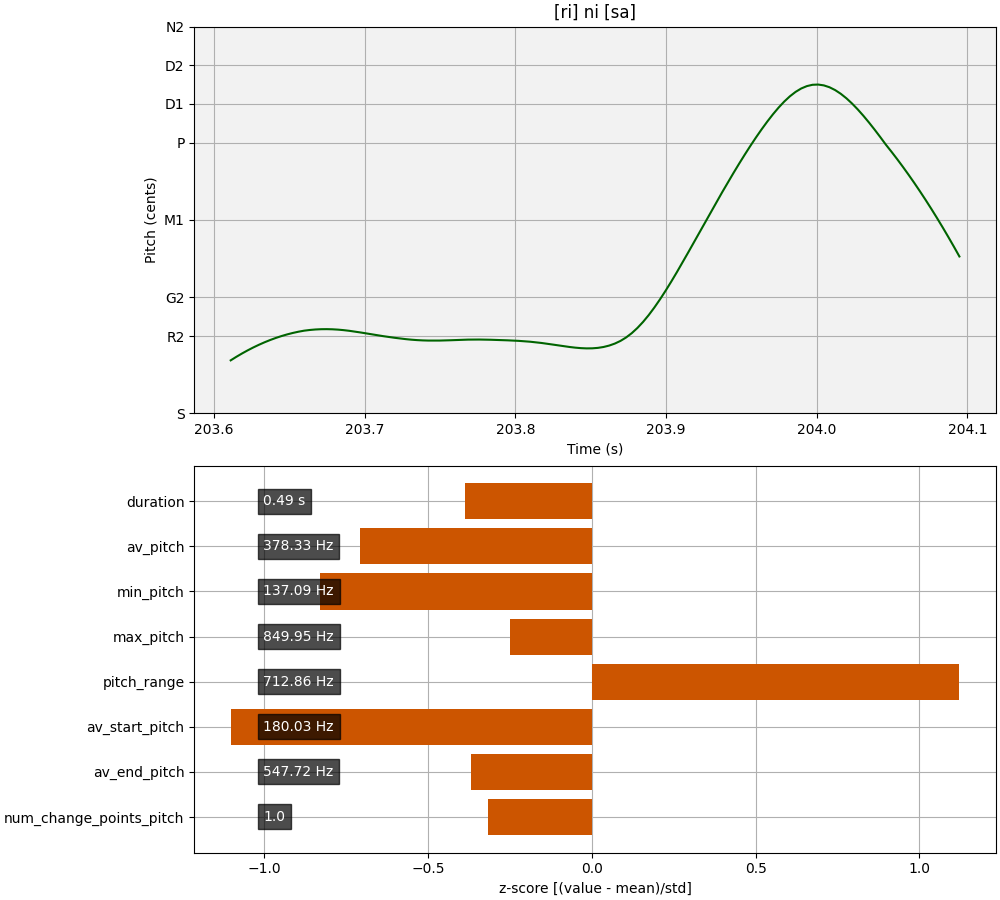 [ri] ni [sa]
N2
D2
D1
P
M1
G2
R2
S
Pitch (cents)
203.6 203.7 203.8 203.9 204.0 204.1
Time (s)
duration 0.49 s
av_pitch 378.33 Hz
min_pitch 137.09 Hz
max_pitch 849.95 Hz
pitch_range 712.86 Hz
av_start_pitch 180.03 Hz
av_end_pitch 547.72 Hz
num_change_points_pitch 1.0
−1.0 −0.5 0.0 0.5 1.0
z-score [(value - mean)/std]